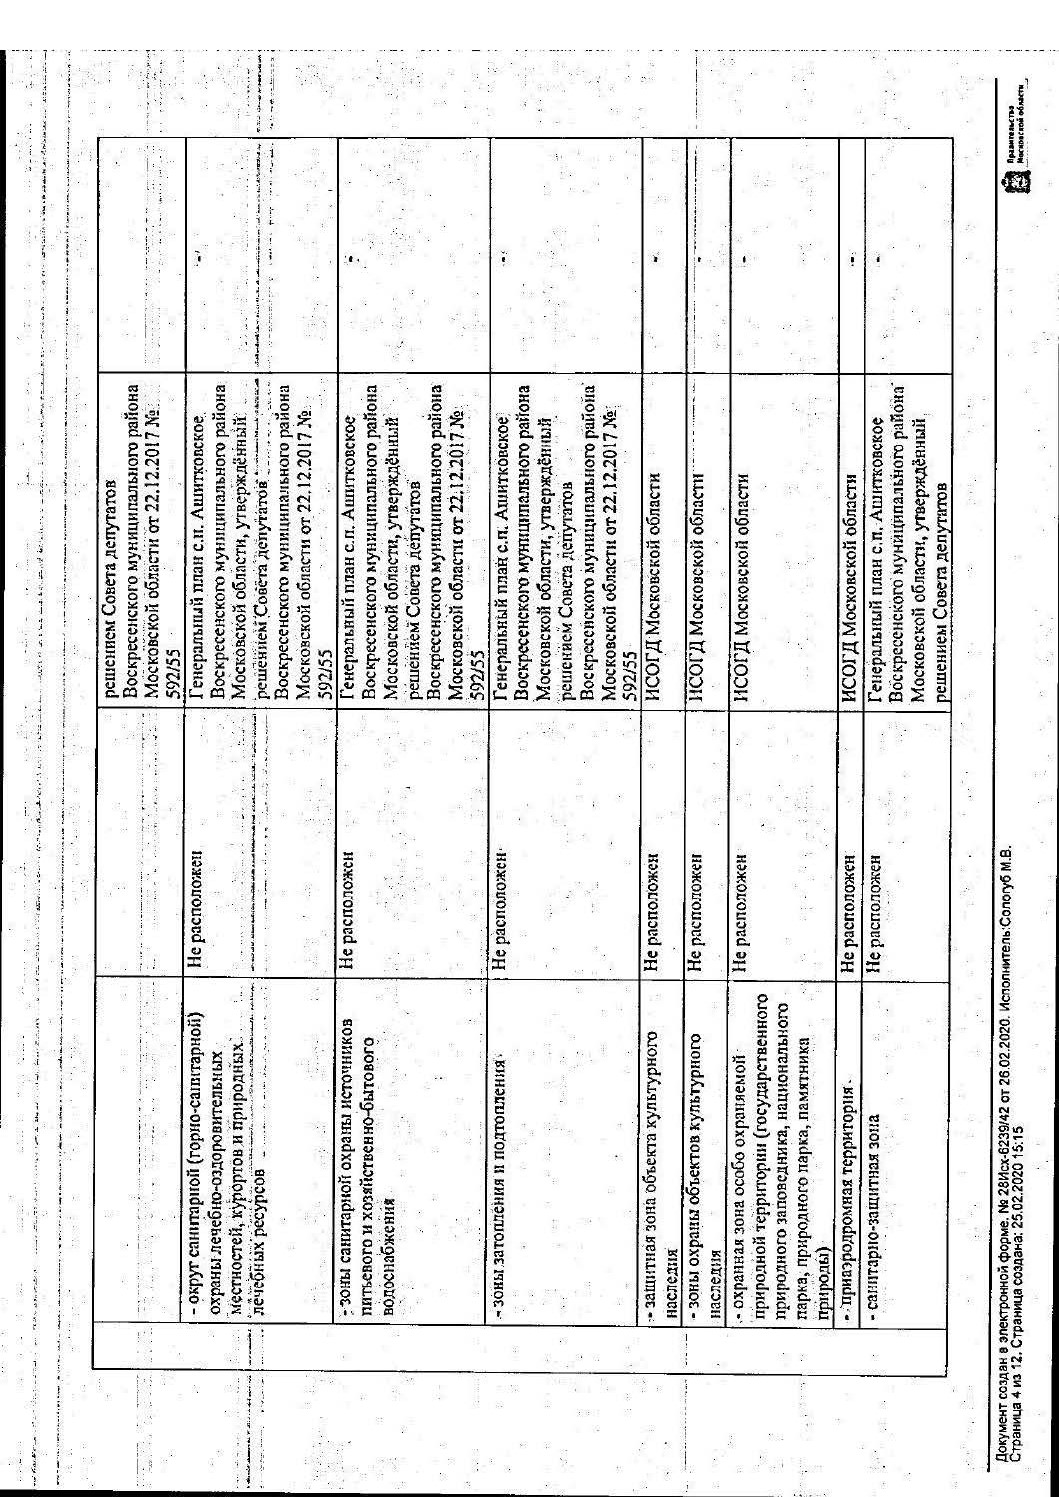 решением Совета депутатов
Воскресенского муниципального района
Московской области от 22.12.2017 №
592/55
- округ санитарной (горно-санитарной)
охраны лечебно-оздоровительных
местностей, курортов и природных
лечебных ресурсов
Не расположен
Генеральный план с.п. Ашитковское
Воскресенского муниципального района
Московской области, утверждённый
решением Совета депутатов
Воскресенского муниципального района
Московской области от 22.12.2017 №
592/55
-
- зоны санитарной охраны источников
питьевого и хозяйственно-бытового
водоснабжения
Не расположен
Генеральный план с.п. Ашитковское
Воскресенского муниципального района
Московской области, утверждённый
решением Совета депутатов
Воскресенского муниципального района
Московской области от 22.12.2017 №
592/55
-
- зоны затопления и подтопления
Не расположен
Генеральный план с.п. Ашитковское
Воскресенского муниципального района
Московской области, утверждённый
решением Совета депутатов
Воскресенского муниципального района
Московской области от 22.12.2017 №
592/55
-
- защитная зона объекта культурного
наследия
Не расположен
ИСОГД Московской области
-
- зоны охраны объектов культурного
наследия
Не расположен
ИСОГД Московской области
-
- охранная зона особо охраняемой
природной территории (государственного
природного заповедника, национального
парка, природного парка, памятника
природы)
Не расположен
ИСОГД Московской области
-
- Приаэродромная территория
Не расположен
ИСОГД Московской области
-
- санитарно-защитная зона
Не расположен
Генеральный план с.п. Ашитковское
Воскресенского муниципального района
Московской области, утверждённый
решением Совета депутатов
-
Документ создан в электронной форме. № 28Исх-6239/42 от 26.02.2020. Исполнитель:Сологуб М.В.
Страница 4 из 12. Страница создана: 25.02.2020 15:15
Правительство
Московской области